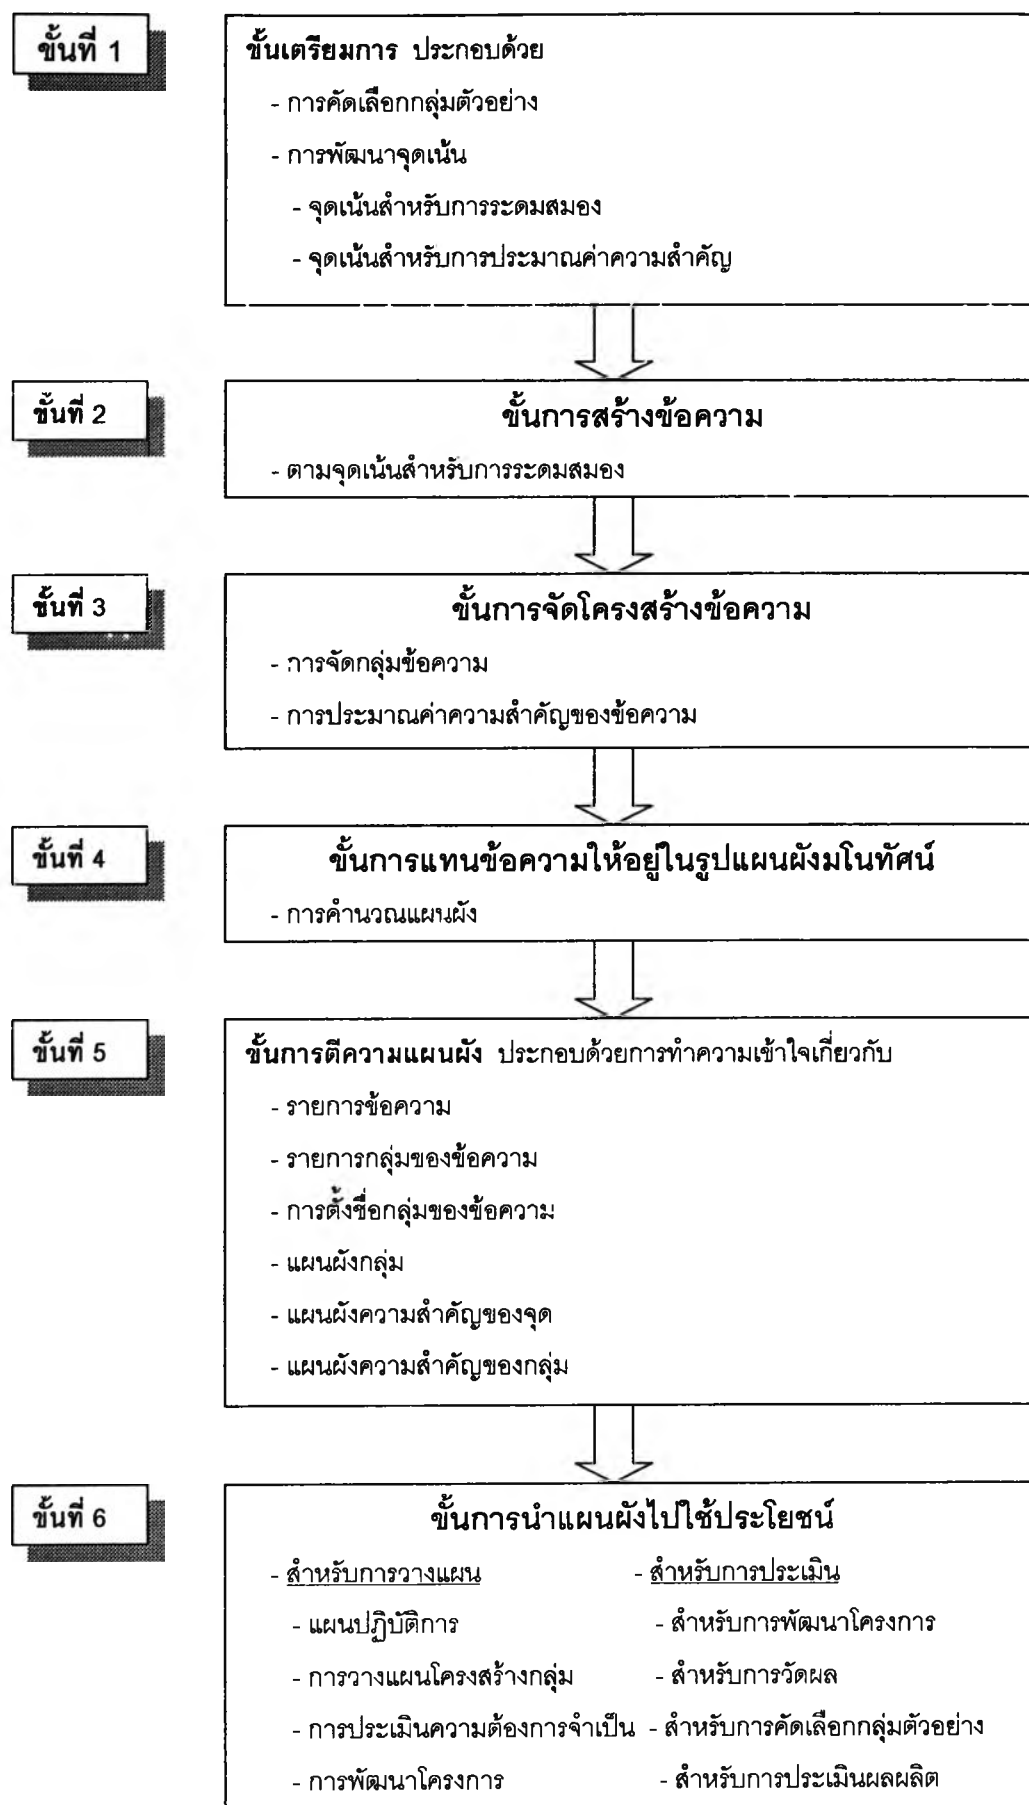 ขั้นที่ 1
ขั้นเตรียมการ ประกอบด้วย
- การคัดเลือกกลุ่มตัวอย่าง
- การพัฒนาจุดเน้น
- จุดเน้นสำหรับการระดมสมอง
- จุดเน้นสำหรับการประมาณค่าความสำคัญ
ขั้นที่ 2
ขั้นการสร้างข้อความ
- ตามจุดเน้นสำหรับการระดมสมอง
ขั้นที่ 3
ขั้นการจัดโครงสร้างข้อความ
- การจัดกลุ่มข้อความ
- การประมาณค่าความสำคัญของข้อความ
ขั้นที่ 4
ขั้นการแทนข้อความให้อยู่ในรูปแผนผังมโนทัศน์
- การคำนวณแผนผัง
ขั้นที่ 5
ขั้นการตีความแผนผัง ประกอบด้วยการทำความเข้าใจเกี่ยวกับ
- รายการข้อความ
- รายการกลุ่มของข้อความ
- การตั้งชื่อกลุ่มของข้อความ
- แผนผังกลุ่ม
- แผนผังความสำคัญของจุด
- แผนผังความสำคัญของกลุ่ม
ขั้นที่ 6
ขั้นการนำแผนผังไปใช้ประโยชน์
- สำหรับการวางแผน - สำหรับการประเมิน
- แผนปฏิบัติการ - สำหรับการพัฒนาโครงการ
- การวางแผนโครงสร้างกลุ่ม - สำหรับการวัดผล
- การประเมินความต้องการจำเป็น - สำหรับการคัดเลือกกลุ่มตัวอย่าง
- การพัฒนาโครงการ - สำหรับการประเมินผลผลิต